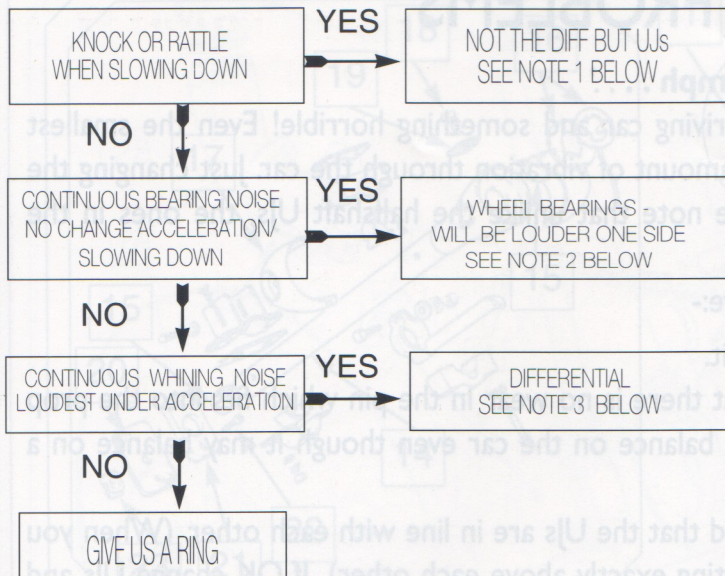 KNOCK OR RATTLE
WHEN SLOWING DOWN
YES
NOT THE DIFF BUT UJs
SEE NOTE 1 BELOW
NO
CONTINUOUS BEARING NOISE
NO CHANGE ACCELERATION/
SLOWING DOWN
YES
WHEEL BEARINGS -
WILL BE LOUDER ONE SIDE
SEE NOTE 2 BELOW
NO
CONTINUOUS WHINING NOISE
LOUDEST UNDER ACCELERATION
YES
DIFFERENTIAL
SEE NOTE 3 BELOW
NO
GIVE US A RING